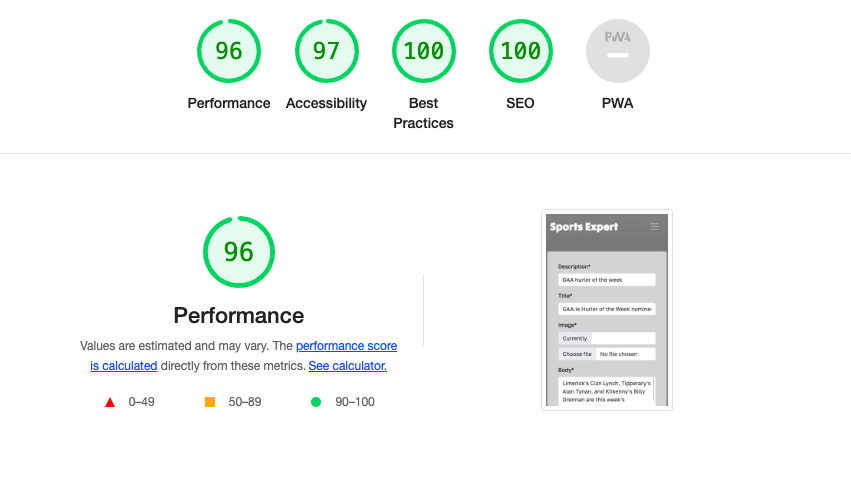 96
97
100
100
PWA
Performance
Accessibility
Best
Practices
SEO
PWA
96
Performance
Values are estimated and may vary. The performance score
is calculated directly from these metrics. See calculator.
0–49
50–89
90–100
Sports Expert
Description*
GAA hurler of the week
Title*
GAA.ie Hurler of the Week nominee
Image*
Currently
Choose file No file chosen
Body*
Limerick's Cian Lynch, Tipperary's
Alan Tynan, and Kilkenny's Billy
Drennan are this week's